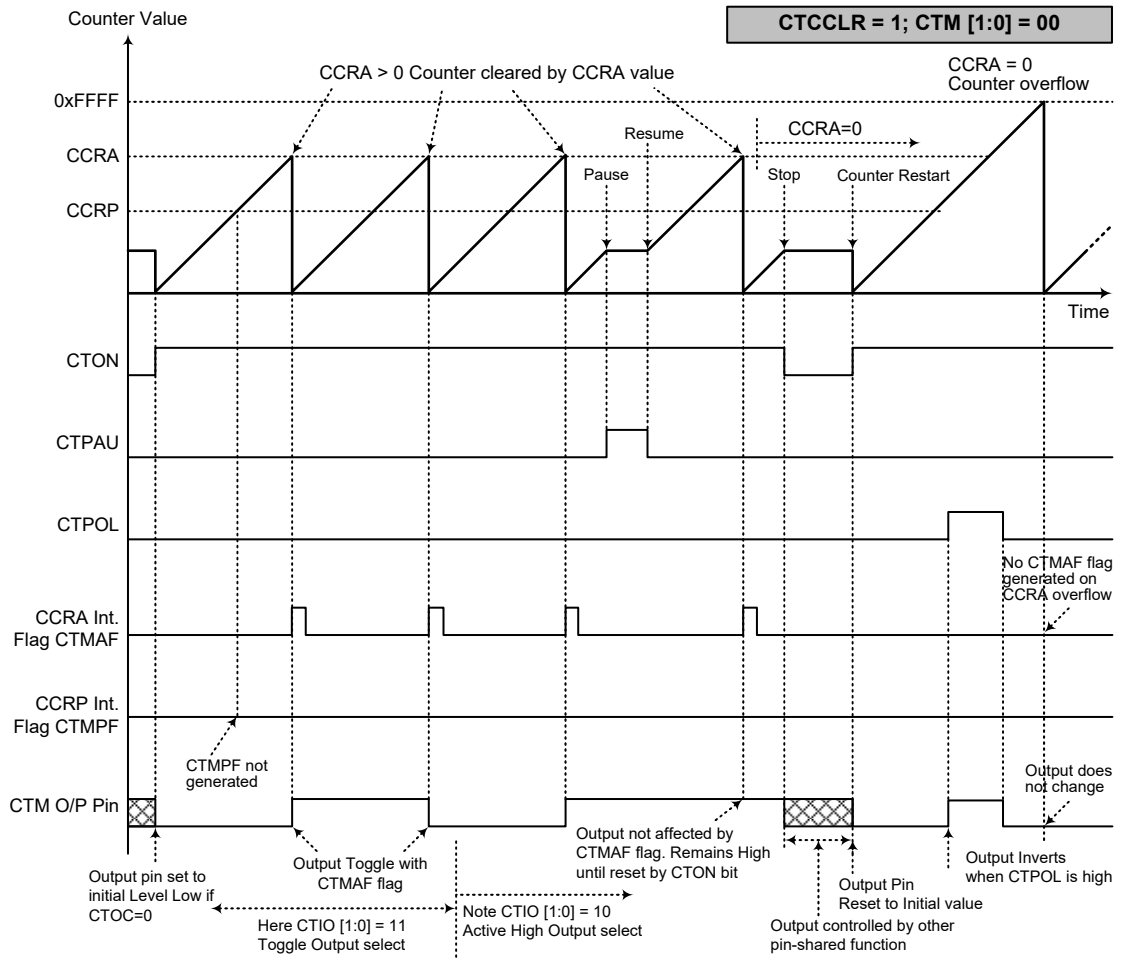 Counter Value
CTCCLR = 1; CTM [1:0] = 00
CCRA > 0 Counter cleared by CCRA value
CCRA = 0
Counter overflow
0xFFFF
CCRA=0
Resume
CCRA
Pause
Stop
Counter Restart
CCRP
Time
CTON
CTPAU
CTPOL
No CTMAF flag
generated on
CCRA overflow
CCRA Int.
Flag CTMAF
CCRP Int.
Flag CTMPF
CTMPF not
generated
Output does
not change
CTM O/P Pin
Output pin set to
initial Level Low if
CTOC=0
Output Toggle with
CTMAF flag
Output not affected by
CTMAF flag. Remains High
until reset by CTON bit
Output Inverts
when CTPOL is high
Output Pin
Reset to Initial value
Here CTIO [1:0] = 11
Toggle Output select
Note CTIO [1:0] = 10
Active High Output select
Output controlled by other
pin-shared function